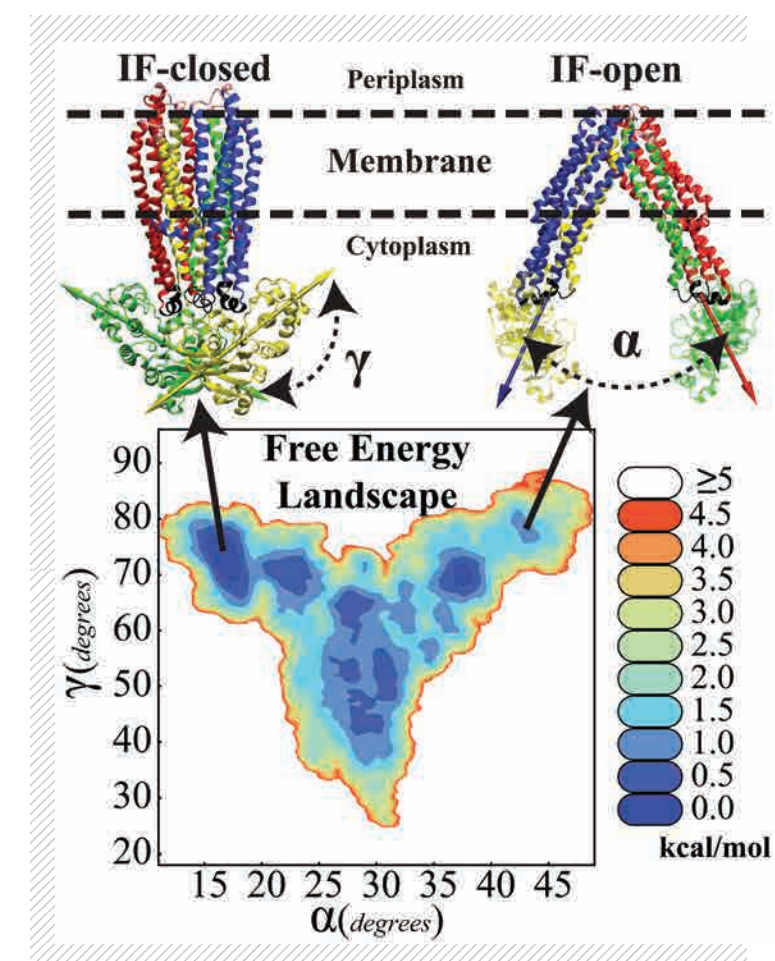 IF-closed
Periplasm
IF-open
Membrane
Cytoplasm
γ
α
Free Energy
Landscape
90
80
70
60
50
40
30
20
γ(degrees)
15 20 25 30 35 40 45
α(degrees)
≥5
4.5
4.0
3.5
3.0
2.5
2.0
1.5
1.0
0.5
0.0
kcal/mol